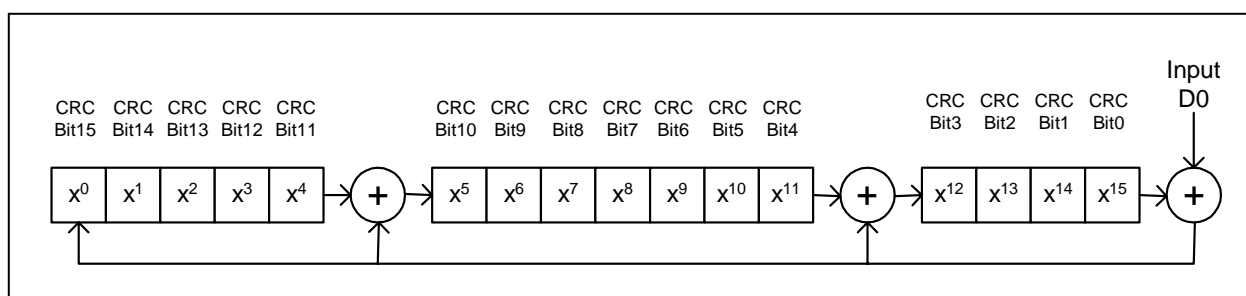 Input
D0
CRC CRC CRC CRC CRC CRC CRC CRC CRC CRC CRC CRC CRC CRC CRC CRC
Bit15 Bit14 Bit13 Bit12 Bit11 Bit10 Bit9 Bit8 Bit7 Bit6 Bit5 Bit4 Bit3 Bit2 Bit1 Bit0
x⁰ x¹ x² x³ x⁴ + x⁵ x⁶ x⁷ x⁸ x⁹ x¹⁰ x¹¹ + x¹² x¹³ x¹⁴ x¹⁵ +